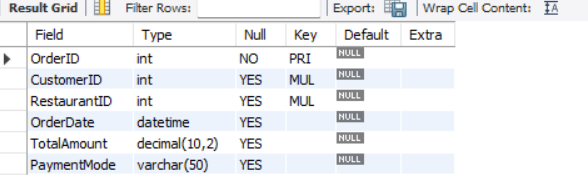 Result Grid Filter Rows: Export: Wrap Cell Content:
Field Type Null Key Default Extra
OrderID int NO PRI NULL
CustomerID int YES MUL NULL
RestaurantID int YES MUL NULL
OrderDate datetime YES NULL
TotalAmount decimal(10,2) YES NULL
PaymentMode varchar(50) YES NULL